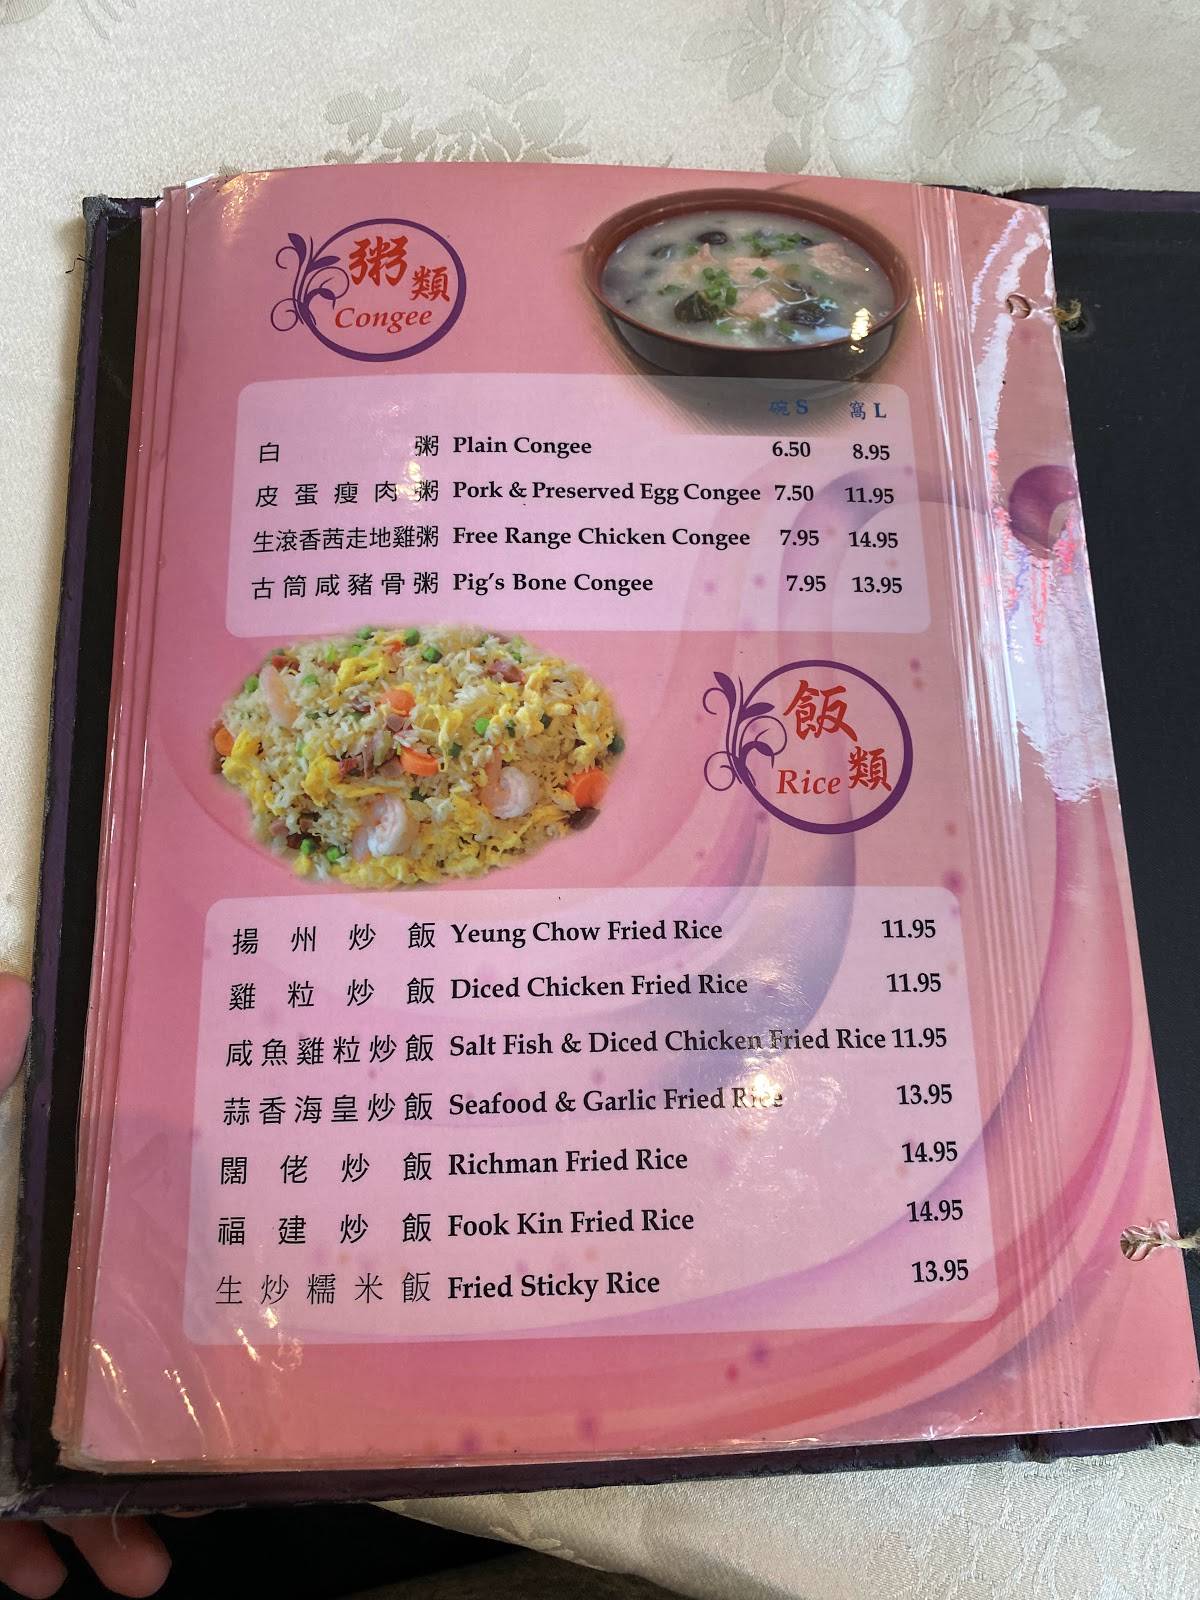 粥類
Congee
碗 S 窩 L
白粥 Plain Congee 6.50 8.95
皮蛋瘦肉粥 Pork & Preserved Egg Congee 7.50 11.95
生滾香茜走地雞粥 Free Range Chicken Congee 7.95 14.95
古筒咸豬骨粥 Pig's Bone Congee 7.95 13.95
飯類
Rice
揚州炒飯 Yeung Chow Fried Rice 11.95
雞粒炒飯 Diced Chicken Fried Rice 11.95
咸魚雞粒炒飯 Salt Fish & Diced Chicken Fried Rice 11.95
蒜香海皇炒飯 Seafood & Garlic Fried Rice 13.95
闊佬炒飯 Richman Fried Rice 14.95
福建炒飯 Fook Kin Fried Rice 14.95
生炒糯米飯 Fried Sticky Rice 13.95